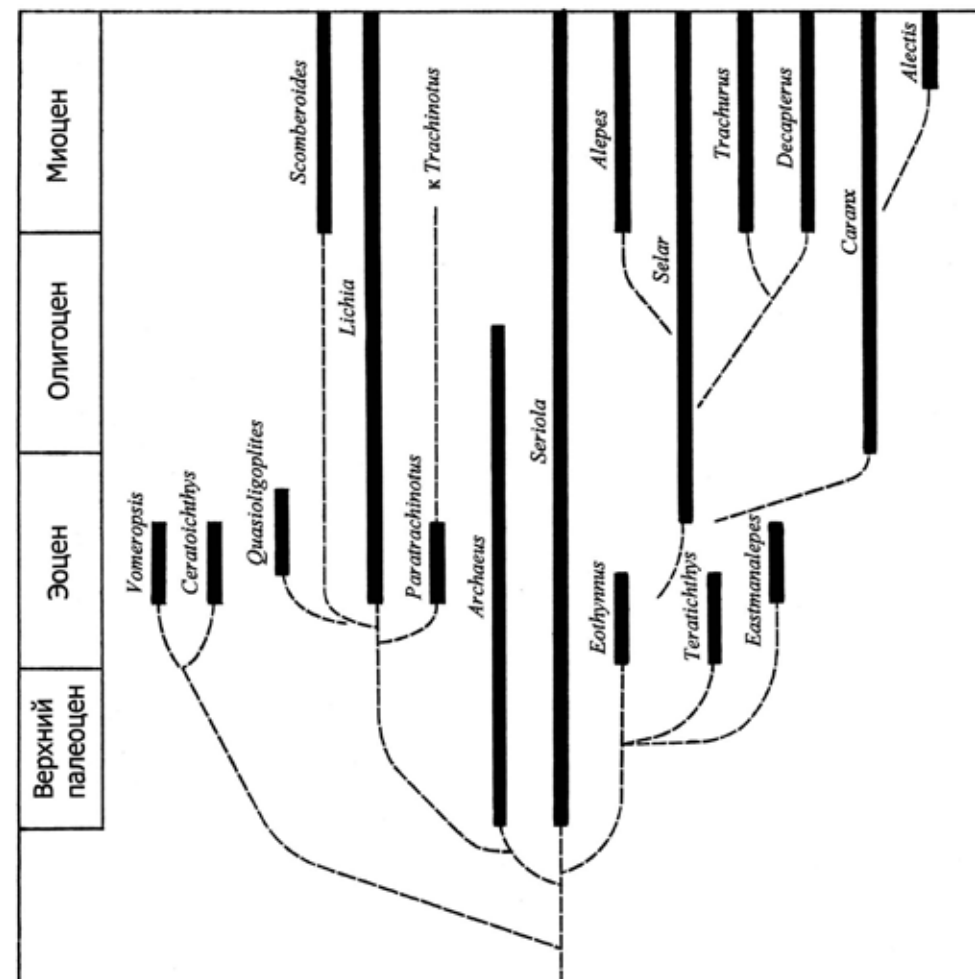 Миоцен
Олигоцен
Эоцен
Верхний
палеоцен
Vomeropsis
Ceratoichthys
Quasioligoplites
Scomberoides
Lichia
к Trachinotus
Paratrachinotus
Archaeus
Seriola
Alepes
Eothynnus
Selar
Teratichthys
Trachurus
Eastmanalepes
Decapterus
Caranx
Alectis